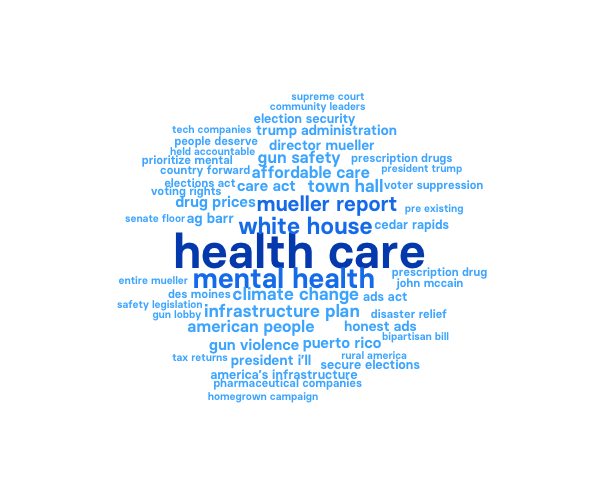 supreme court
community leaders
election security
tech companies trump administration
people deserve director mueller
held accountable gun safety prescription drugs
prioritize mental
country forward affordable care president trump
elections act care act town hall voter suppression
voting rights
drug prices mueller report pre existing
senate floor ag barr white house cedar rapids
health care
entire mueller mental health prescription drug
john mccain
des moines climate change ads act
safety legislation
gun lobby infrastructure plan disaster relief
american people honest ads
bipartisan bill
gun violence puerto rico
tax returns president i'll rural america
secure elections
america's infrastructure
pharmaceutical companies
homegrown campaign